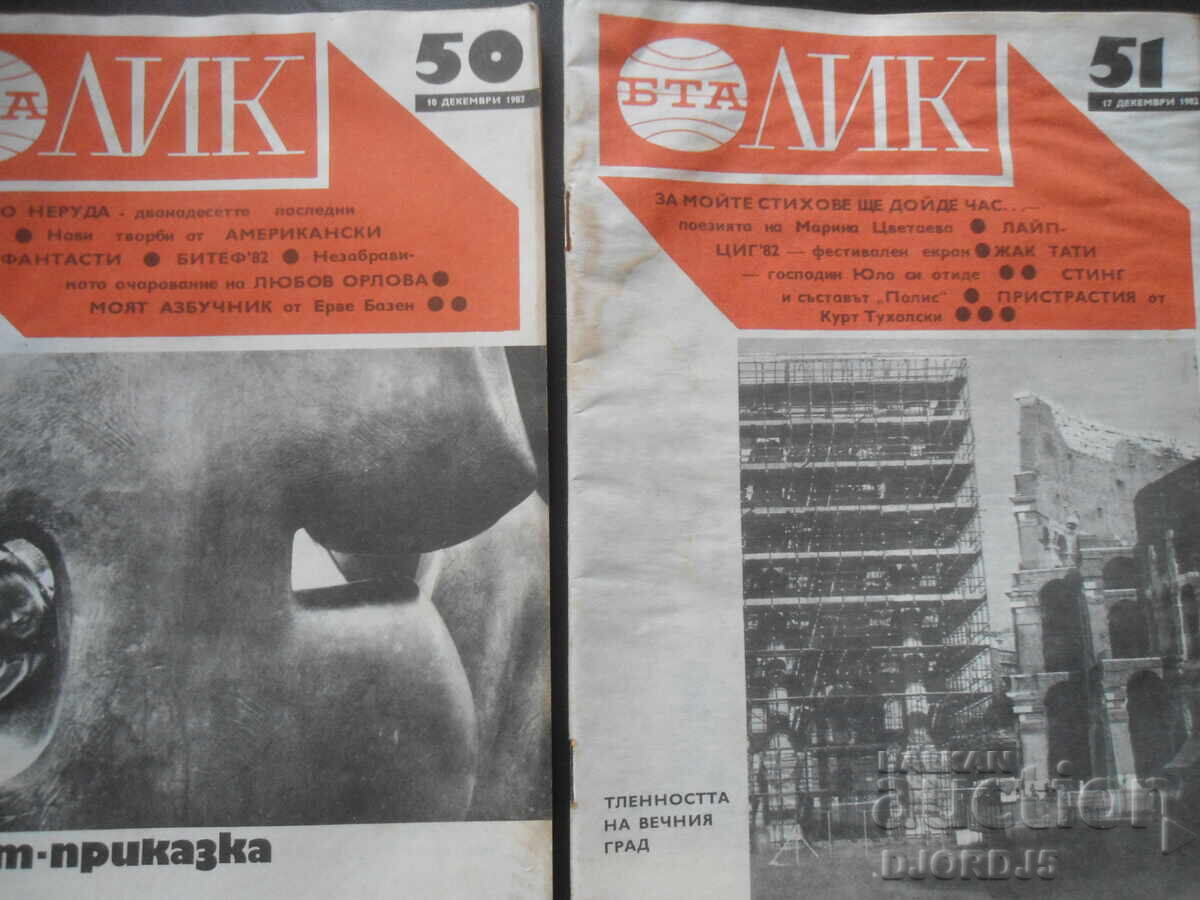 А ЛИК
50
10 ДЕКЕМВРИ 1982
О НЕРУДА - дванадесетте последни
● Нови творби от АМЕРИКАНСКИ
ФАНТАСТИ ● БИТЕФ'82 ● Незабрави-
мото очарование на ЛЮБОВ ОРЛОВА ●
МОЯТ АЗБУЧНИК от Ерве Базен ●●
т-приказка
БТА ЛИК
51
17 ДЕКЕМВРИ 1982
ЗА МОЙТЕ СТИХОВЕ ЩЕ ДОЙДЕ ЧАС. . .—
поезията на Марина Цветаева ● ЛАЙП-
ЦИГ'82 — фестивален екран ● ЖАК ТАТИ
— господин Юло си отиде ●● СТИНГ
и съставът „Полис" ● ПРИСТРАСТИЯ от
Курт Тухолски ●●●
ТЛЕННОСТТА
НА ВЕЧНИЯ
ГРАД
БАЛКАН
auction
DJORDJ5